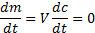 dm/dt = V dc/dt = 0